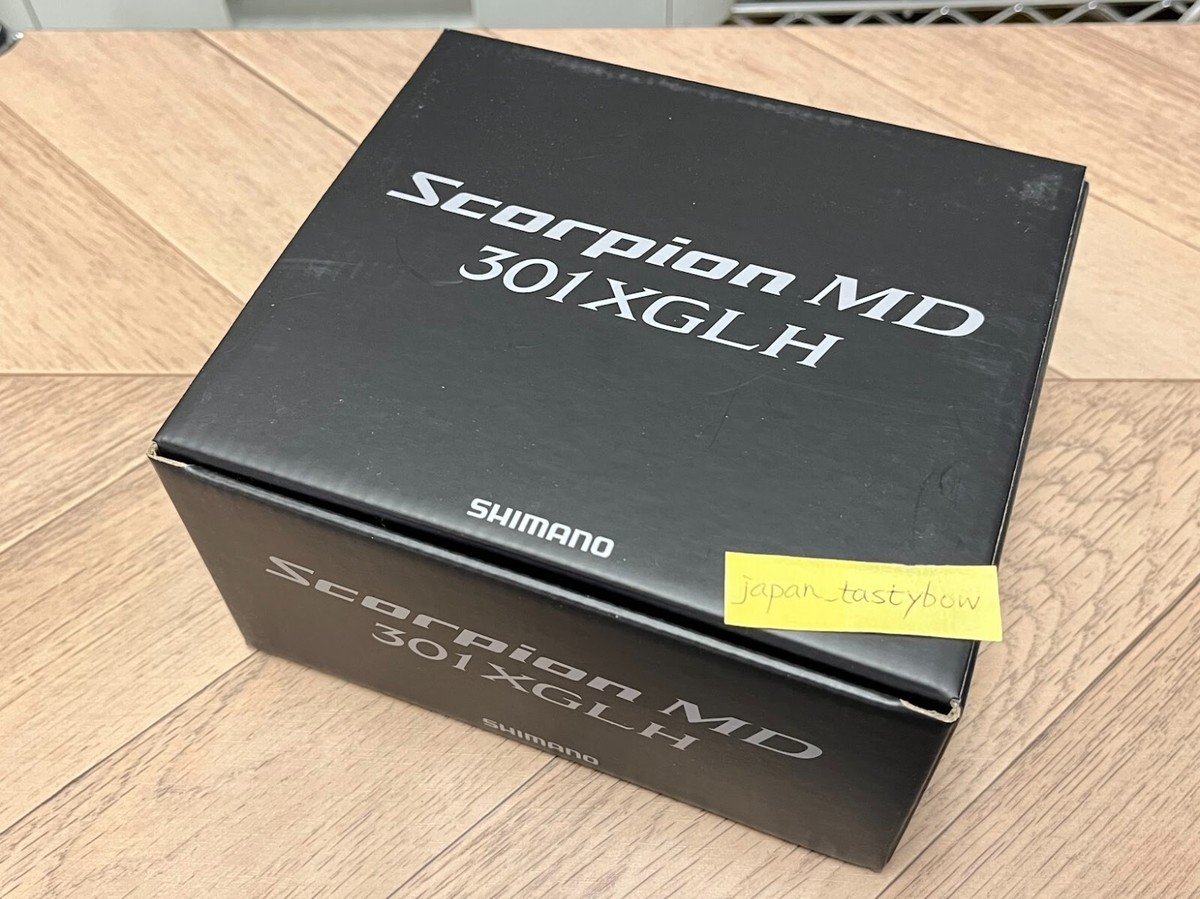 Scorpion MD
301XGLH
SHIMANO
japan_tastybow
Scorpion MD
301XGLH
SHIMANO